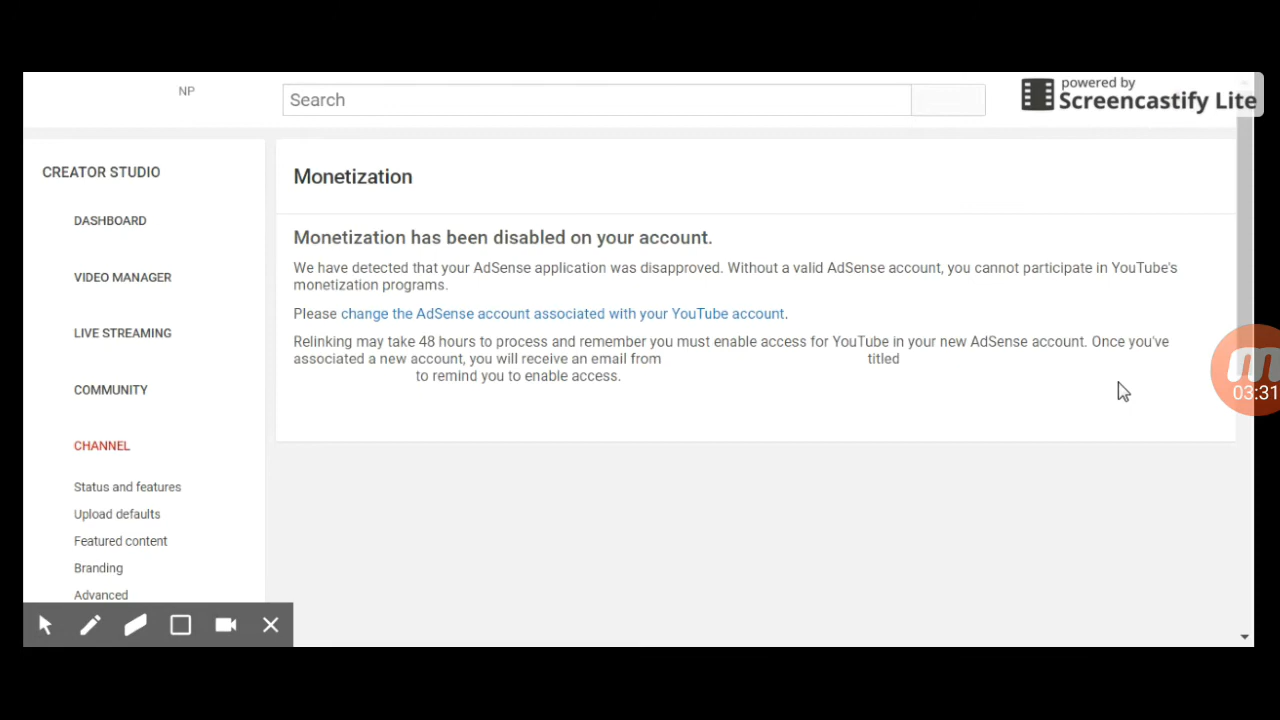 NP
Search
powered by
Screencastify Lite
CREATOR STUDIO
DASHBOARD
VIDEO MANAGER
LIVE STREAMING
COMMUNITY
CHANNEL
Status and features
Upload defaults
Featured content
Branding
Advanced
Monetization
Monetization has been disabled on your account.
We have detected that your AdSense application was disapproved. Without a valid AdSense account, you cannot participate in YouTube's
monetization programs.
Please change the AdSense account associated with your YouTube account.
Relinking may take 48 hours to process and remember you must enable access for YouTube in your new AdSense account. Once you've
associated a new account, you will receive an email from titled
to remind you to enable access.
03:31